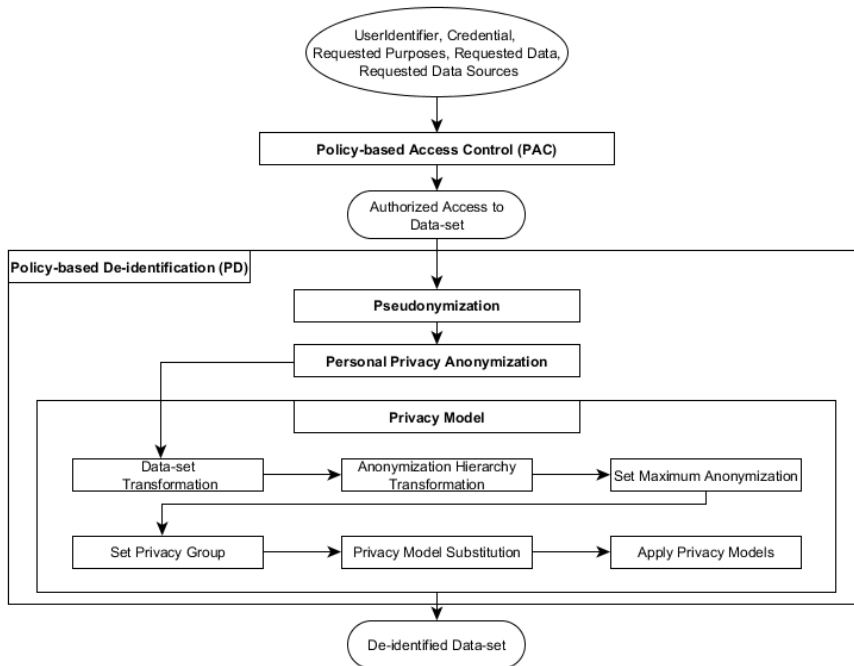 UserIdentifier, Credential,
Requested Purposes, Requested Data,
Requested Data Sources
Policy-based Access Control (PAC)
Authorized Access to
Data-set
Policy-based De-identification (PD)
Pseudonymization
Personal Privacy Anonymization
Privacy Model
Data-set
Transformation
Anonymization Hierarchy
Transformation
Set Maximum Anonymization
Set Privacy Group
Privacy Model Substitution
Apply Privacy Models
De-identified Data-set